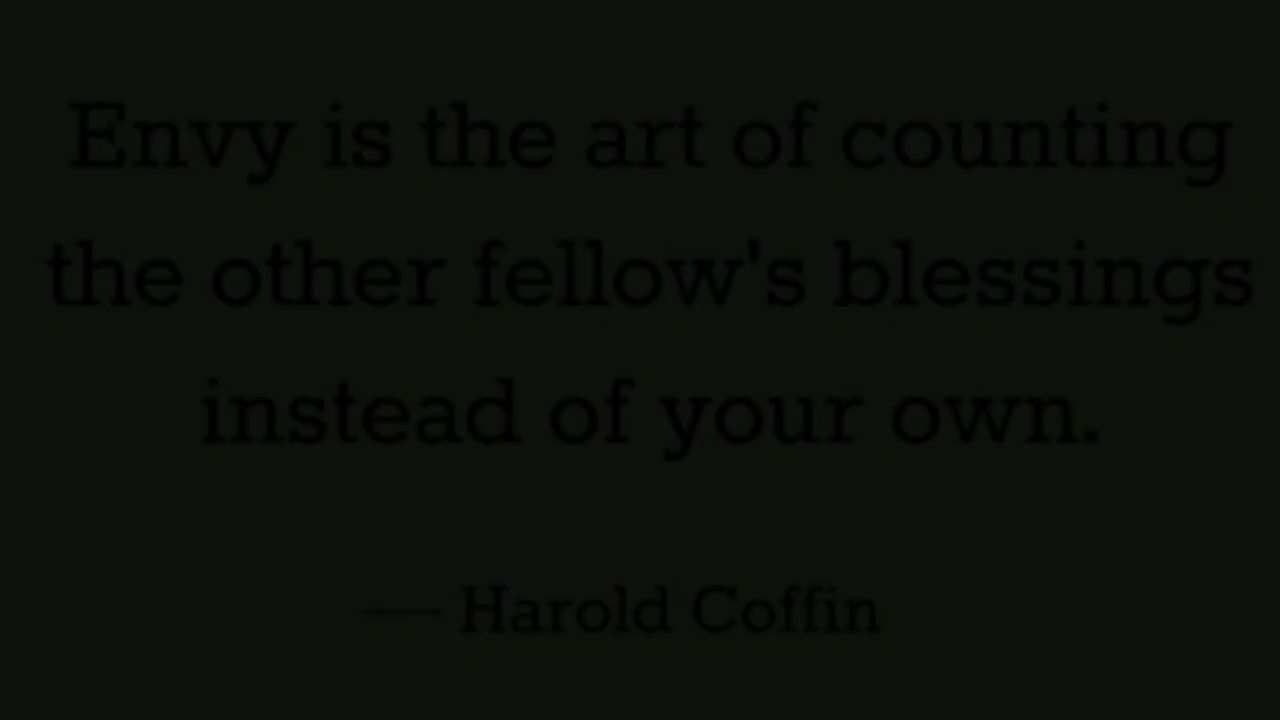 Envy is the art of counting
the other fellow's blessings
instead of your own.
— Harold Coffin